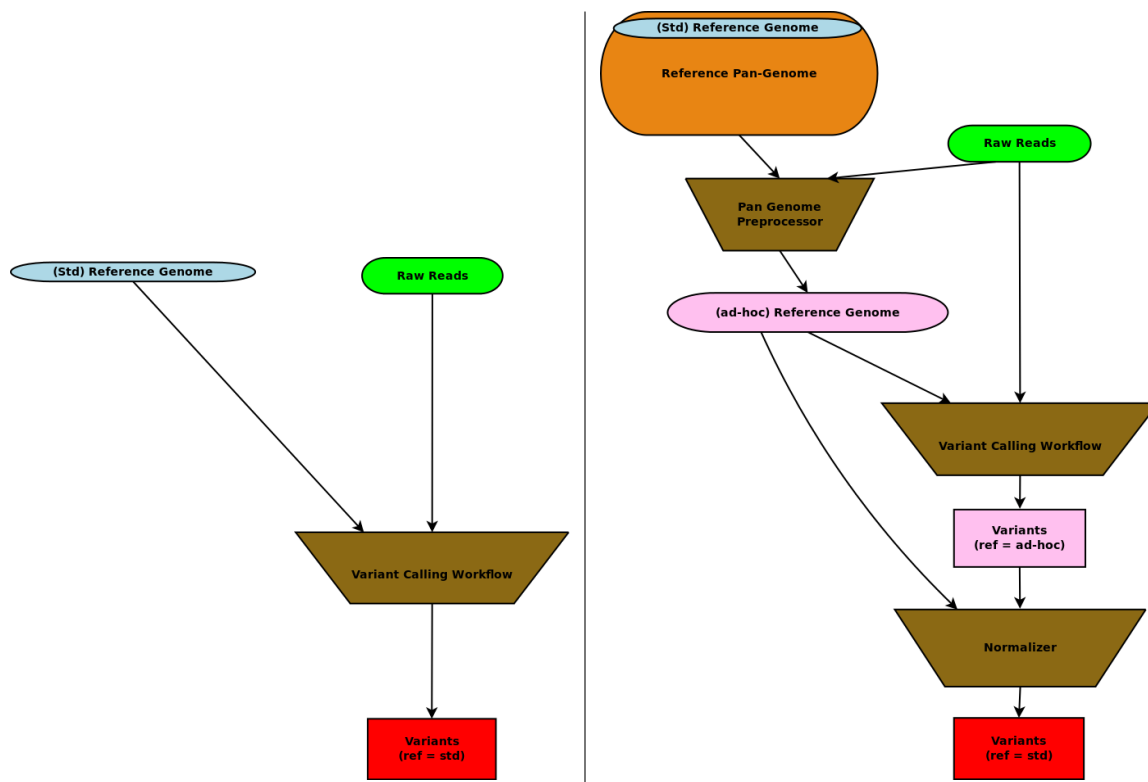 (Std) Reference Genome
Raw Reads
Variant Calling Workflow
Variants
(ref = std)
(Std) Reference Genome
Reference Pan-Genome
Raw Reads
Pan Genome
Preprocessor
(ad-hoc) Reference Genome
Variant Calling Workflow
Variants
(ref = ad-hoc)
Normalizer
Variants
(ref = std)